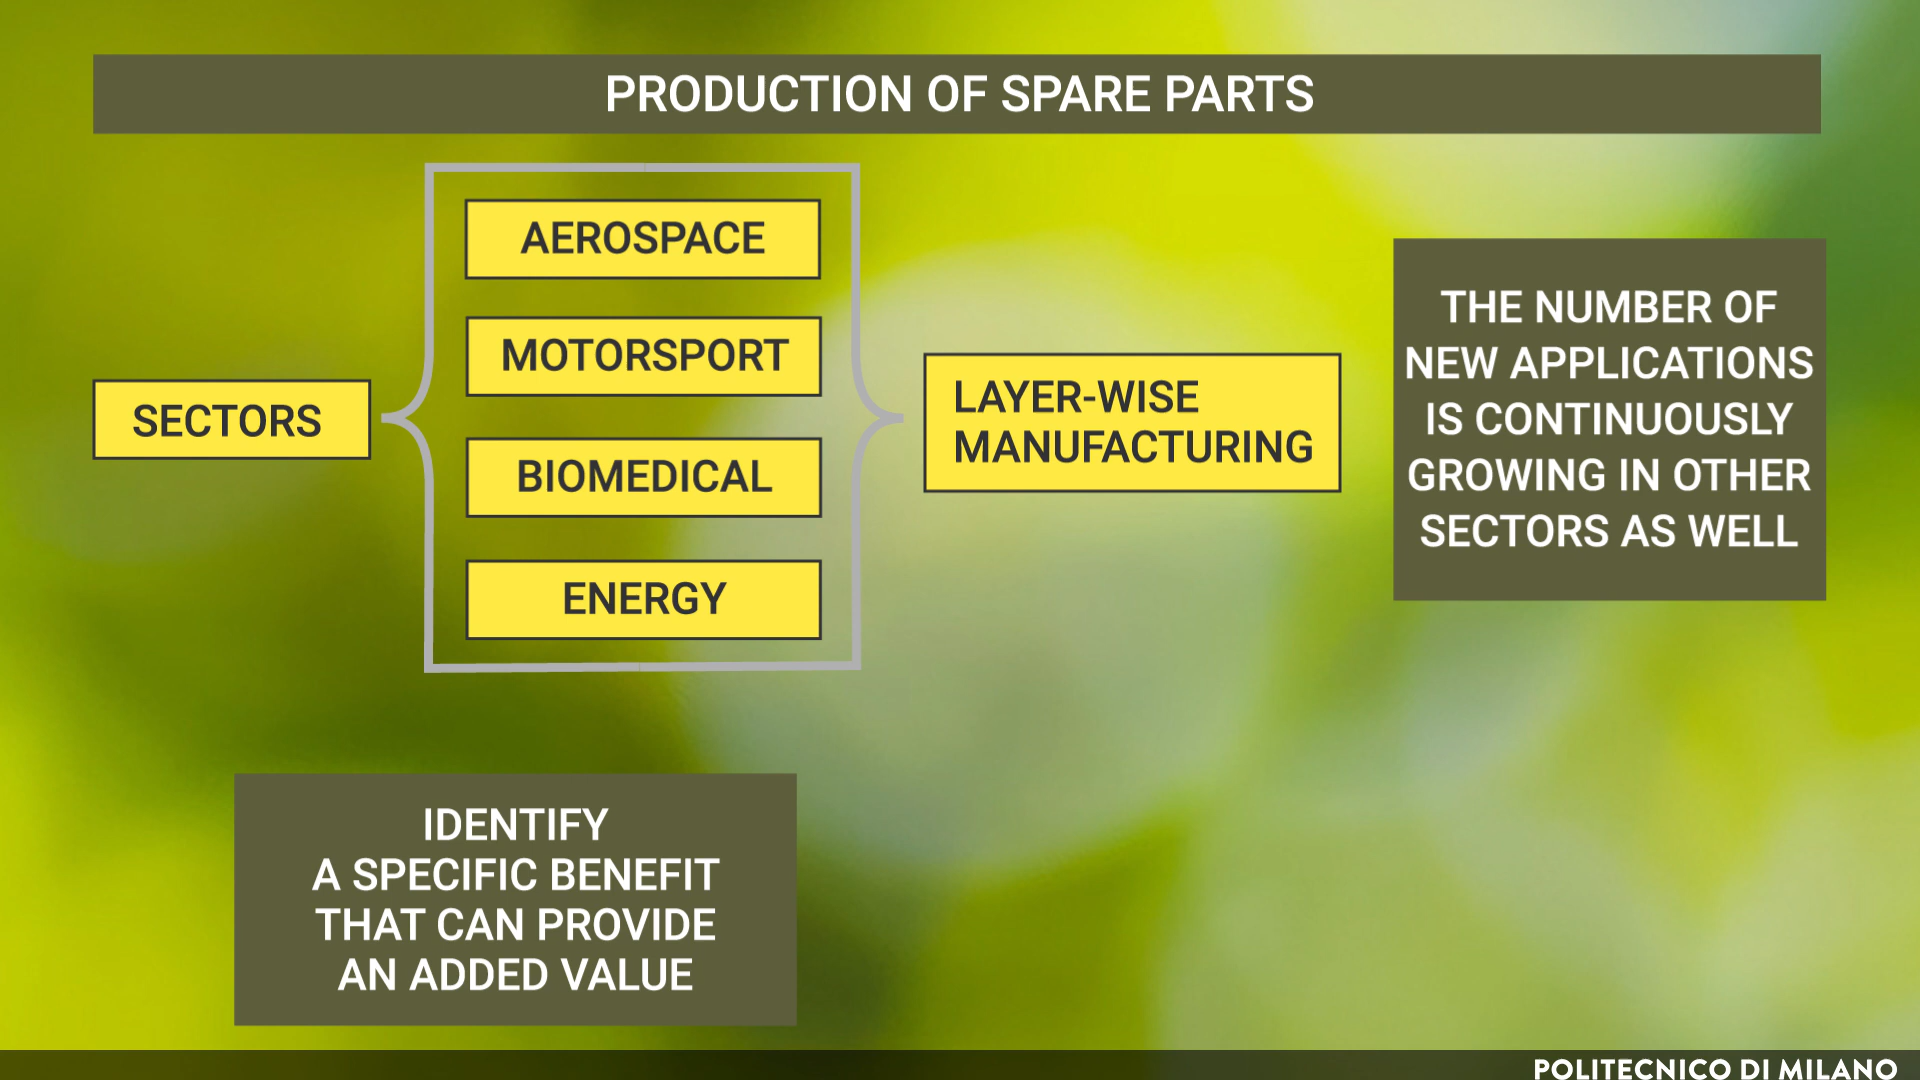 PRODUCTION OF SPARE PARTS
SECTORS
AEROSPACE
MOTORSPORT
BIOMEDICAL
ENERGY
LAYER-WISE
MANUFACTURING
THE NUMBER OF
NEW APPLICATIONS
IS CONTINUOUSLY
GROWING IN OTHER
SECTORS AS WELL
IDENTIFY
A SPECIFIC BENEFIT
THAT CAN PROVIDE
AN ADDED VALUE
POLITECNICO DI MILANO